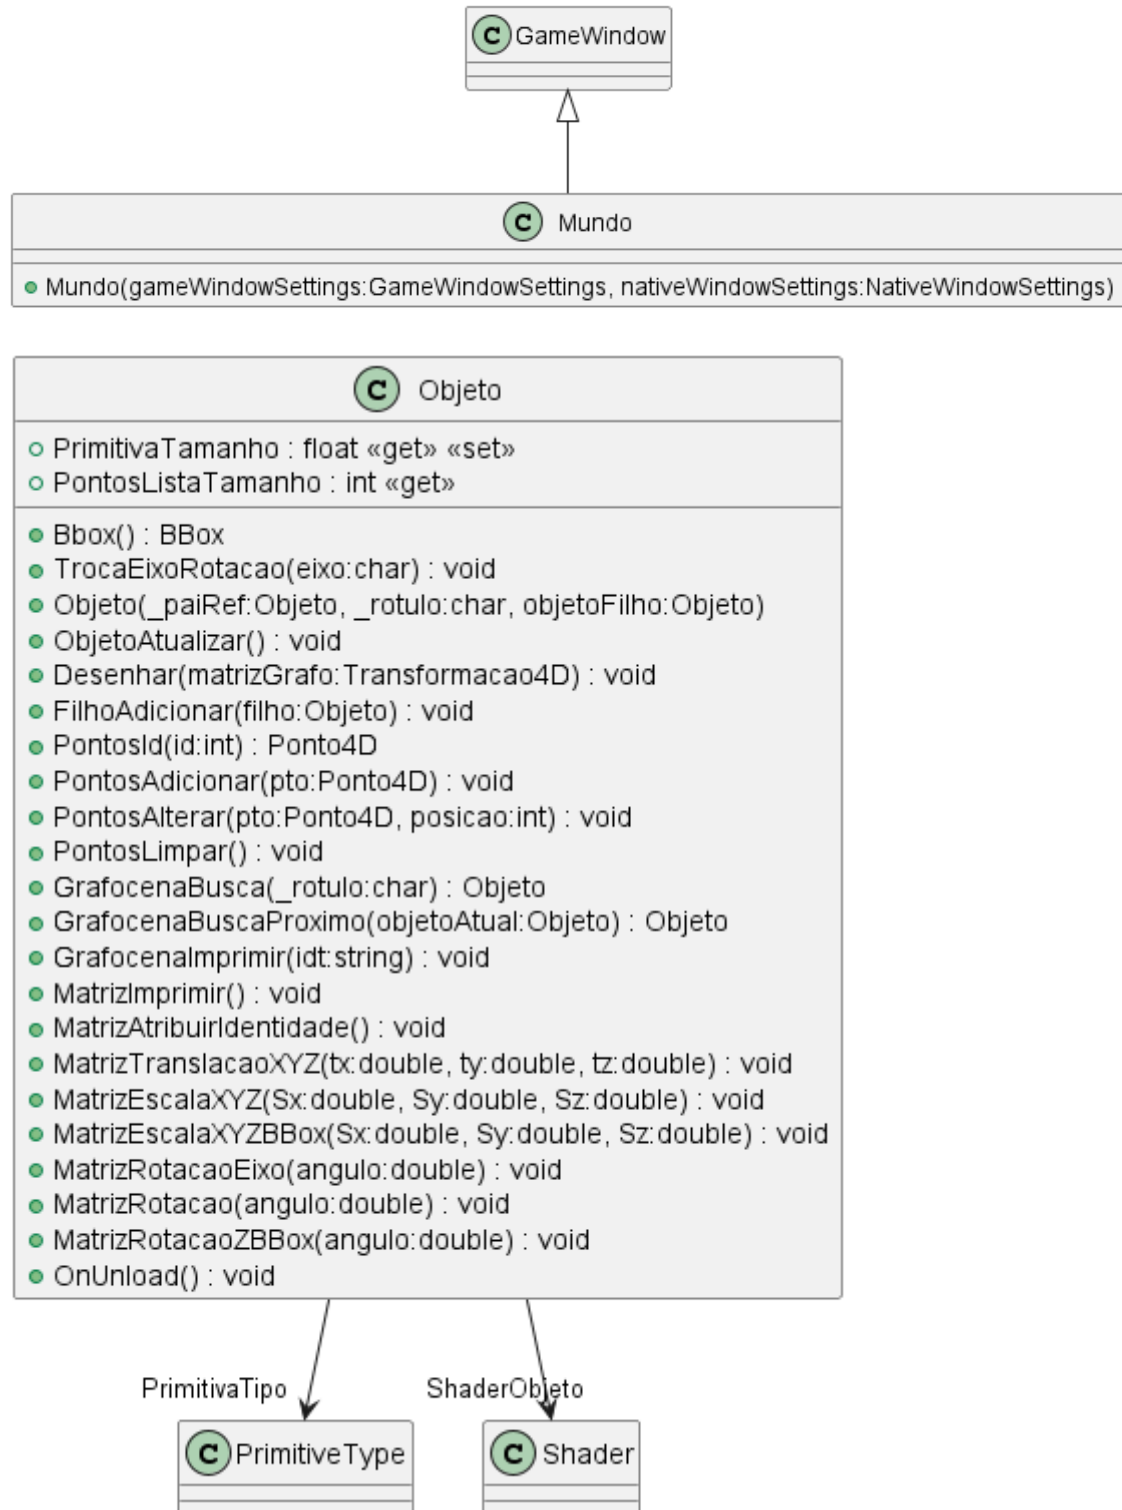 C GameWindow
C Mundo
Mundo(gameWindowSettings:GameWindowSettings, nativeWindowSettings:NativeWindowSettings)
C Objeto
PrimitivaTamanho : float «get» «set»
PontosListaTamanho : int «get»
Bbox() : BBox
TrocaEixoRotacao(eixo:char) : void
Objeto(_paiRef:Objeto, _rotulo:char, objetoFilho:Objeto)
ObjetoAtualizar() : void
Desenhar(matrizGrafo:Transformacao4D) : void
FilhoAdicionar(filho:Objeto) : void
PontosId(id:int) : Ponto4D
PontosAdicionar(pto:Ponto4D) : void
PontosAlterar(pto:Ponto4D, posicao:int) : void
PontosLimpar() : void
GrafocenaBusca(_rotulo:char) : Objeto
GrafocenaBuscaProximo(objetoAtual:Objeto) : Objeto
GrafocenaImprimir(idt:string) : void
MatrizImprimir() : void
MatrizAtribuirIdentidade() : void
MatrizTranslacaoXYZ(tx:double, ty:double, tz:double) : void
MatrizEscalaXYZ(Sx:double, Sy:double, Sz:double) : void
MatrizEscalaXYZBBox(Sx:double, Sy:double, Sz:double) : void
MatrizRotacaoEixo(angulo:double) : void
MatrizRotacao(angulo:double) : void
MatrizRotacaoZBBox(angulo:double) : void
OnUnload() : void
PrimitivaTipo ShaderObjeto
C PrimitiveType C Shader